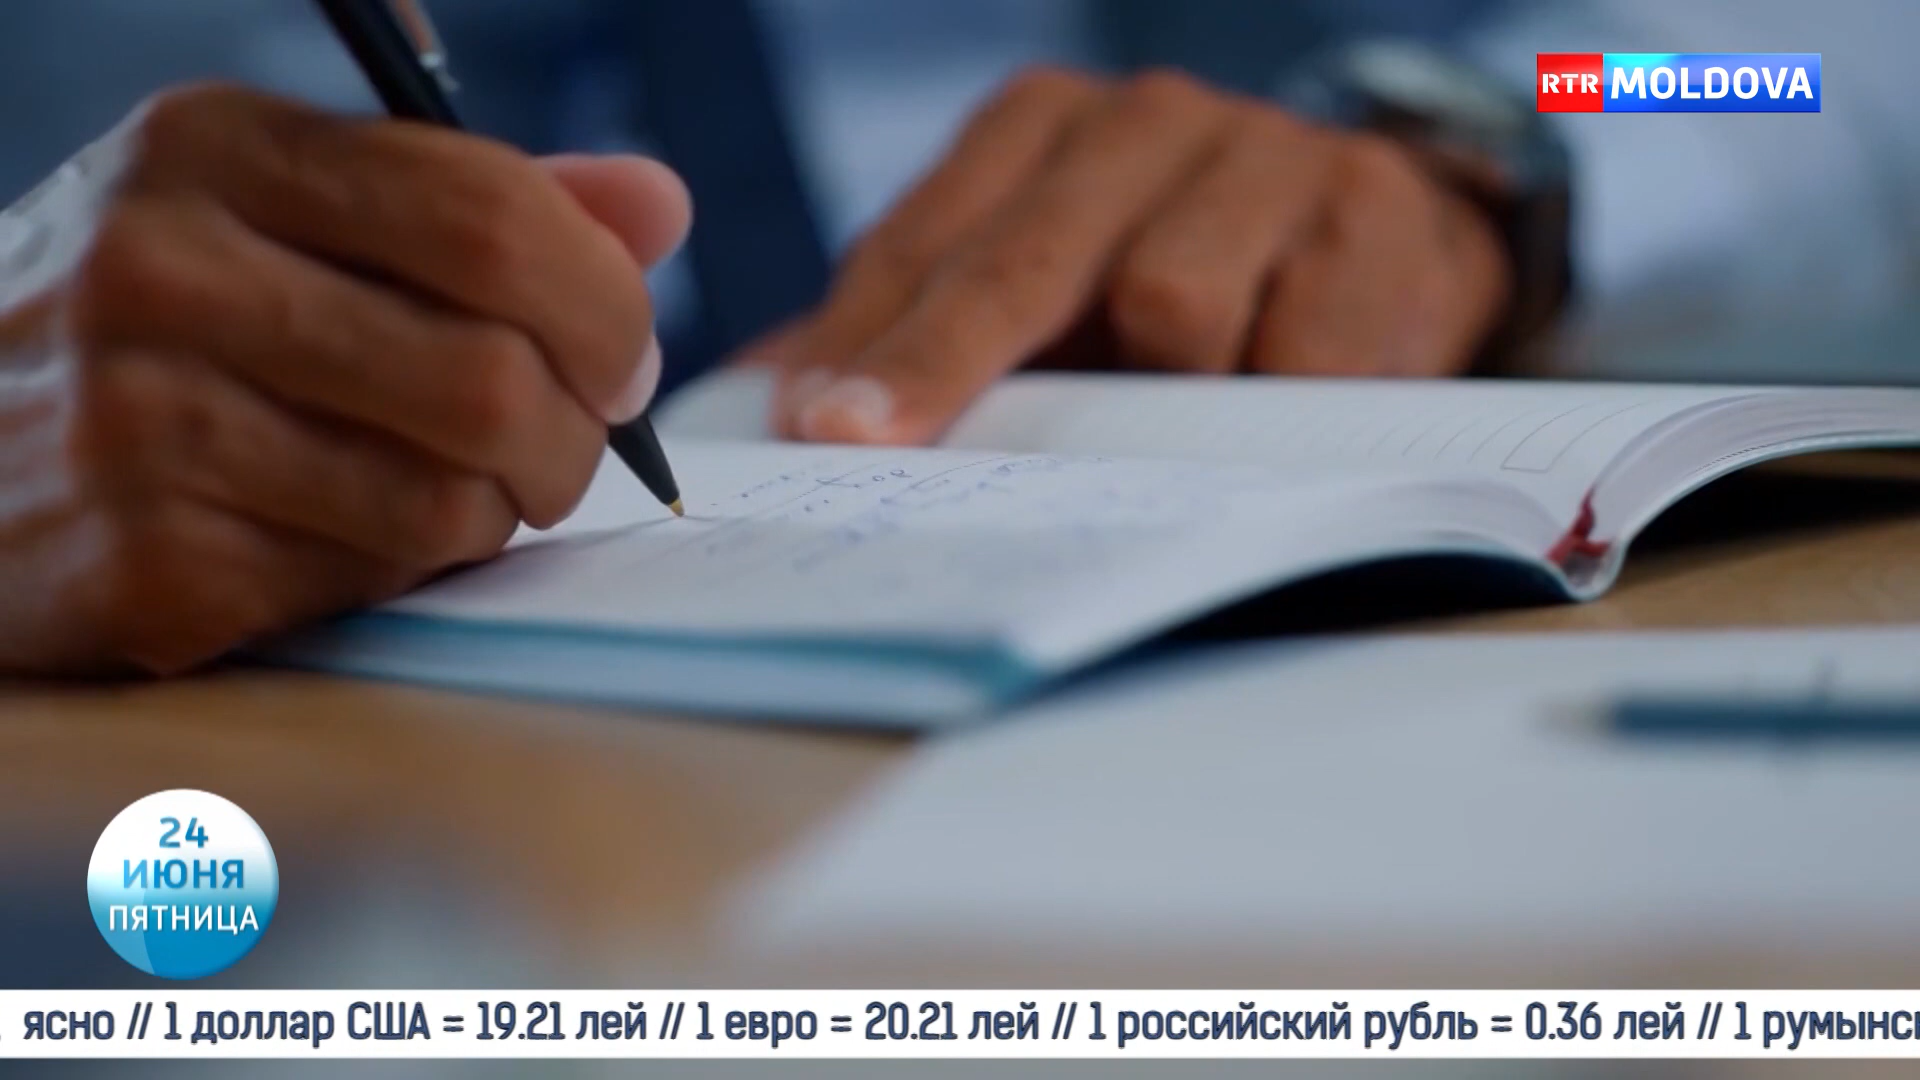 RTR MOLDOVA
24
ИЮНЯ
ПЯТНИЦА
ясно // 1 доллар США = 19.21 лей // 1 евро = 20.21 лей // 1 российский рубль = 0.36 лей // 1 румынс